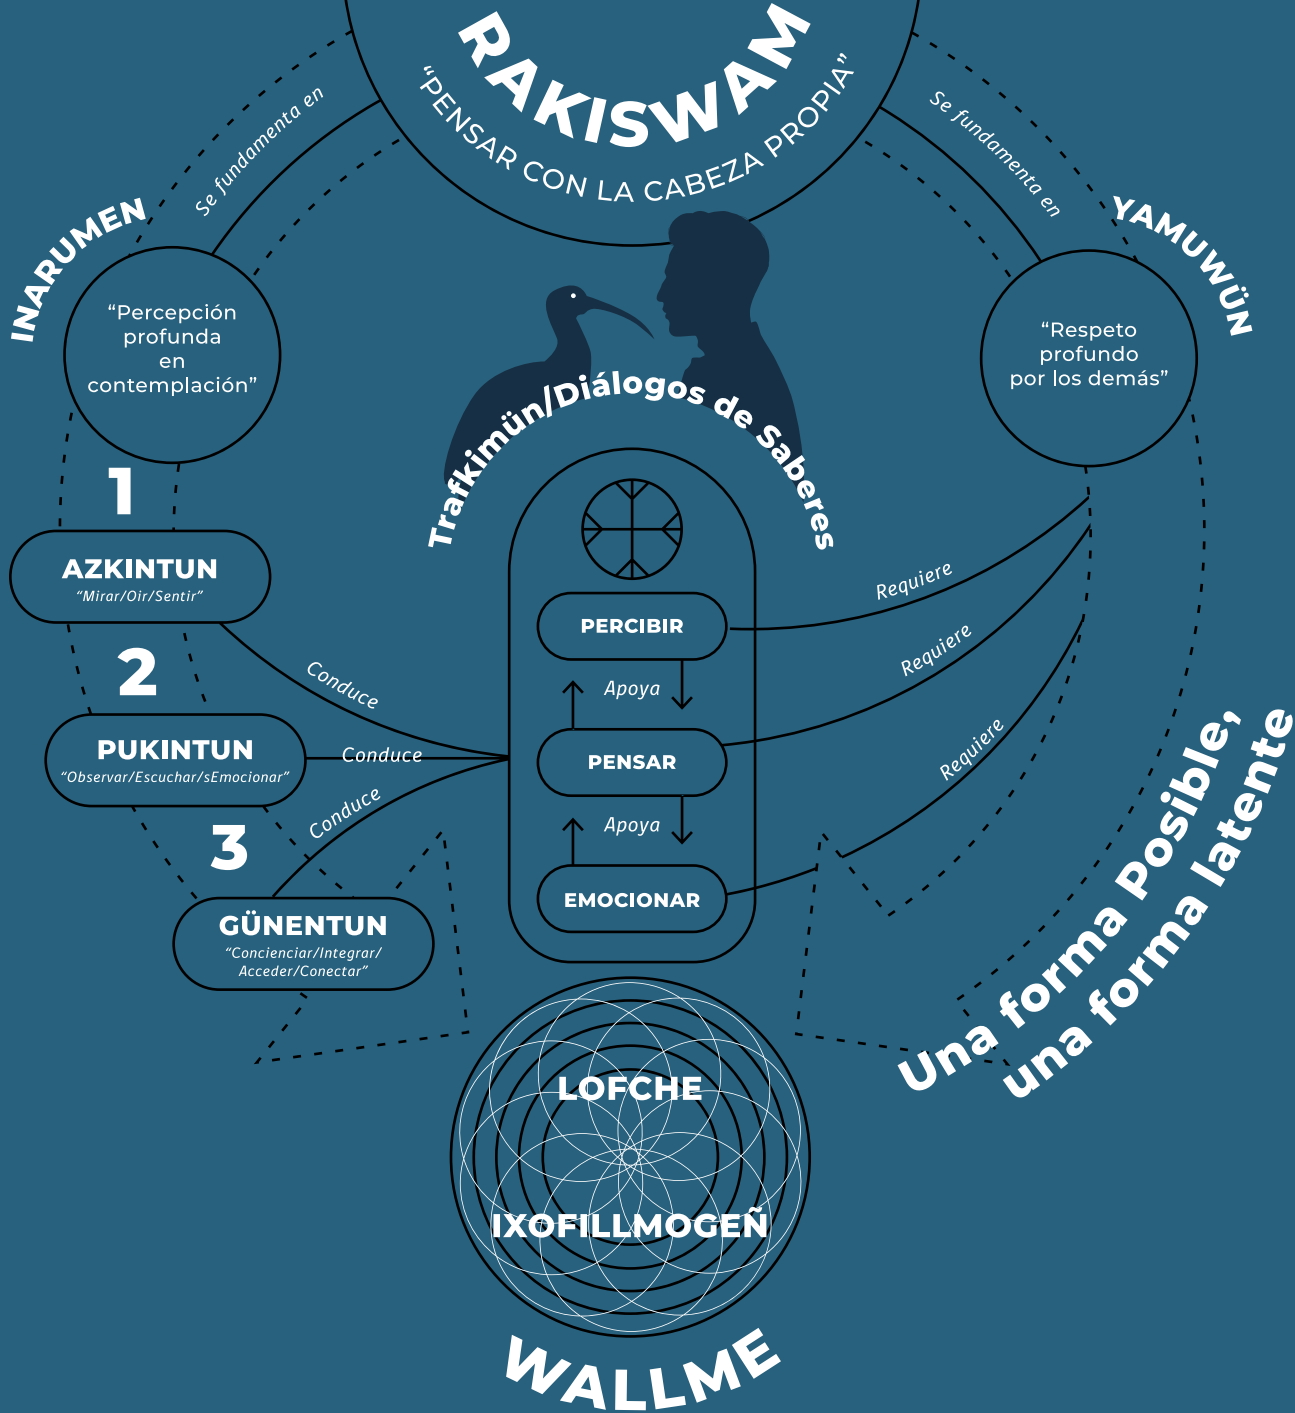 RAKISWAM
“PENSAR CON LA CABEZA PROPIA”
Se fundamenta en
Se fundamenta en
INARUMEN
“Percepción
profunda
en
contemplación”
YAMUWÜN
“Respeto
profundo
por los demás”
Trafkimün/Diálogos de Saberes
1
AZKINTUN
“Mirar/Oir/Sentir”
2
PUKINTUN
“Observar/Escuchar/sEmocionar”
3
GÜNENTUN
“Concienciar/Integrar/
Acceder/Conectar”
Conduce
Conduce
Conduce
PERCIBIR
Apoya
PENSAR
Apoya
EMOCIONAR
Requiere
Requiere
Requiere
Una forma Posible,
una forma latente
LOFCHE
IXOFILLMOGEÑ
WALLME